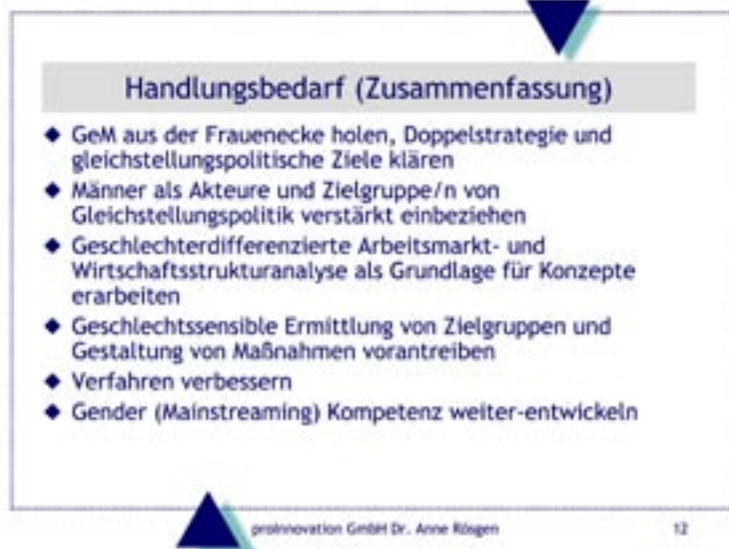 Handlungsbedarf (Zusammenfassung)
GeM aus der Frauenecke holen, Doppelstrategie und
gleichstellungspolitische Ziele klären
Männer als Akteure und Zielgruppe/n von
Gleichstellungspolitik verstärkt einbeziehen
Geschlechterdifferenzierte Arbeitsmarkt- und
Wirtschaftsstrukturanalyse als Grundlage für Konzepte
erarbeiten
Geschlechtssensible Ermittlung von Zielgruppen und
Gestaltung von Maßnahmen vorantreiben
Verfahren verbessern
Gender (Mainstreaming) Kompetenz weiter-entwickeln
proInnovation GmbH Dr. Anne Rösgen 12